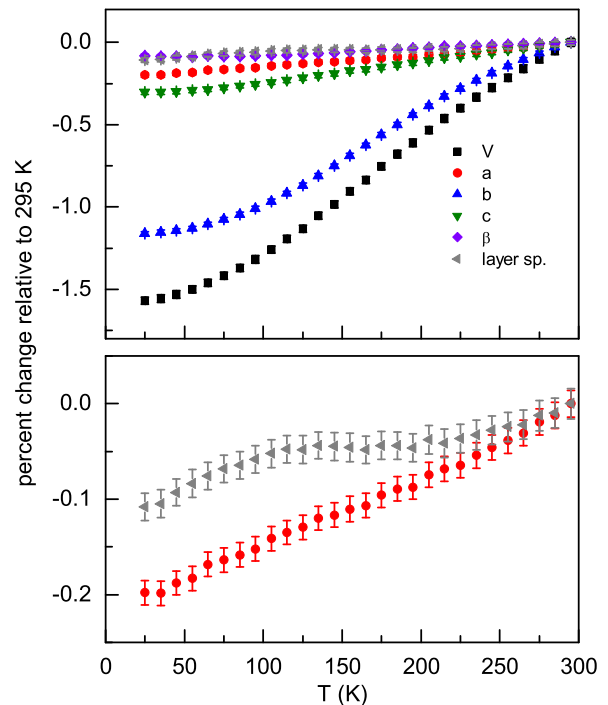 0.0
-0.5
-1.0
-1.5
V
a
b
c
β
layer sp.
percent change relative to 295 K
0.0
-0.1
-0.2
0 50 100 150 200 250 300
T (K)